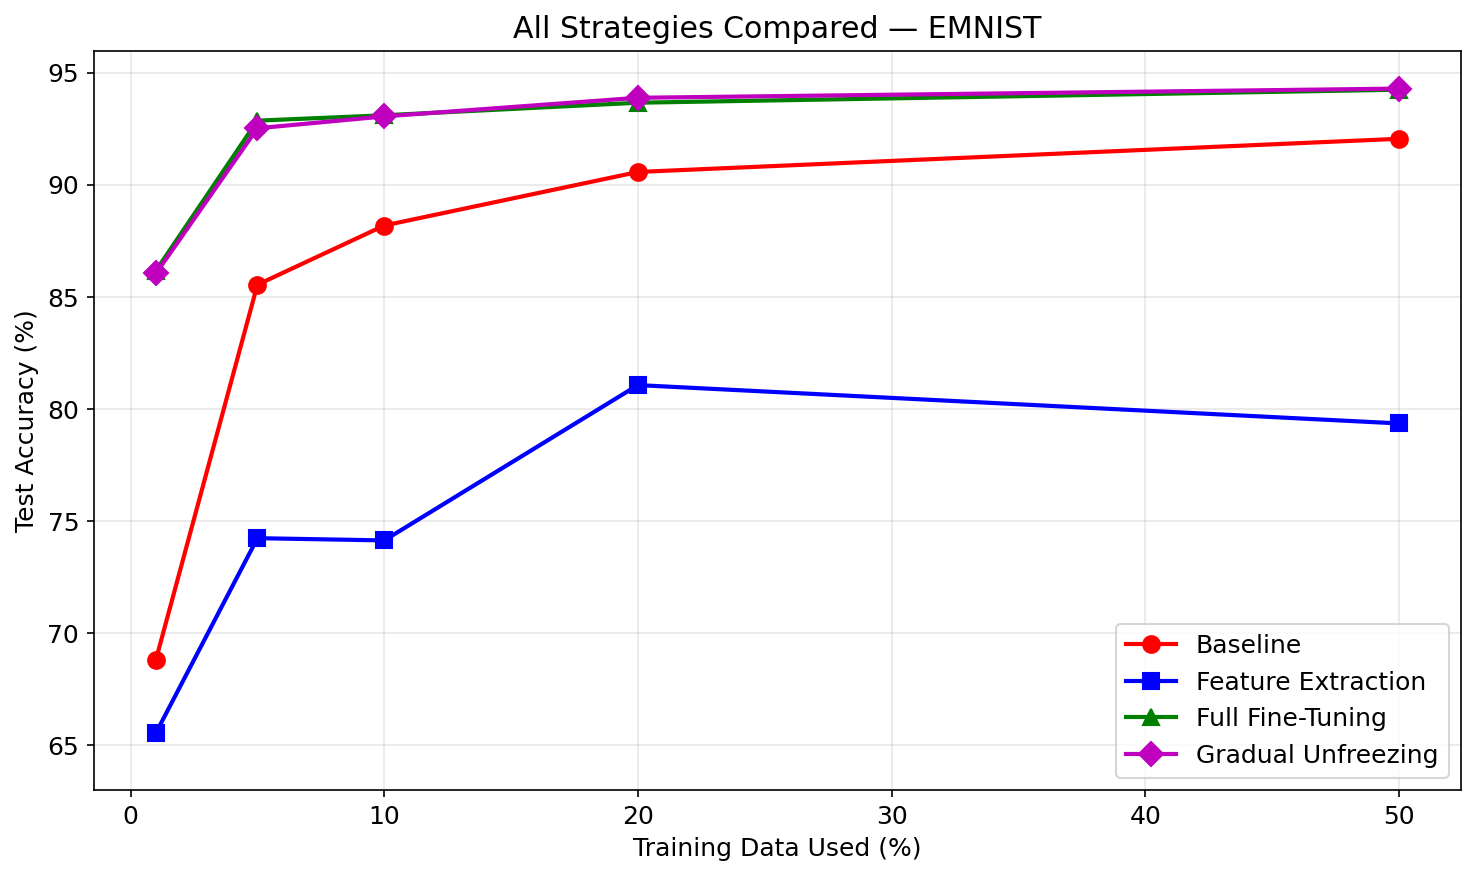 All Strategies Compared — EMNIST
95
90
85
80
75
70
65
Test Accuracy (%)
0 10 20 30 40 50
Training Data Used (%)
Baseline
Feature Extraction
Full Fine-Tuning
Gradual Unfreezing